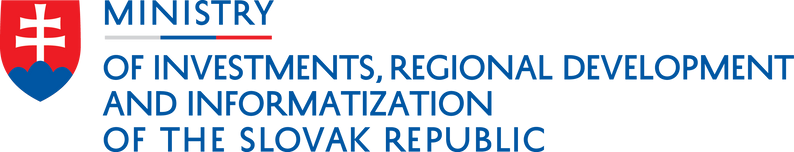 MINISTRY
OF INVESTMENTS, REGIONAL DEVELOPMENT
AND INFORMATIZATION
OF THE SLOVAK REPUBLIC